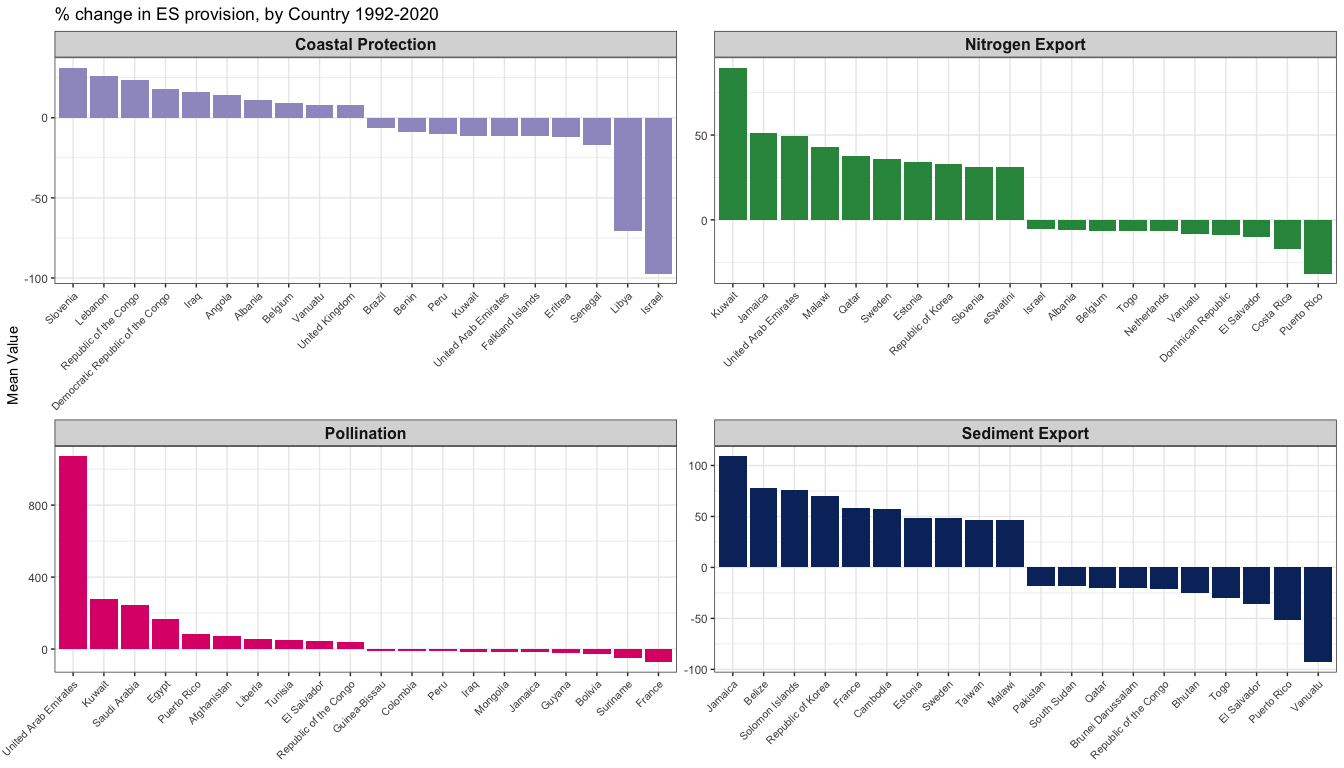 % change in ES provision, by Country 1992-2020
Mean Value
Coastal Protection
0
-50
-100
Slovenia
Lebanon
Republic of the Congo
Democratic Republic of the Congo
Iraq
Angola
Albania
Belgium
Vanuatu
United Kingdom
Brazil
Benin
Peru
Kuwait
United Arab Emirates
Falkland Islands
Eritrea
Senegal
Libya
Israel
Nitrogen Export
50
0
Kuwait
Jamaica
United Arab Emirates
Malawi
Qatar
Sweden
Estonia
Republic of Korea
Slovenia
eSwatini
Israel
Albania
Belgium
Togo
Netherlands
Vanuatu
Dominican Republic
El Salvador
Costa Rica
Puerto Rico
Pollination
800
400
0
United Arab Emirates
Kuwait
Saudi Arabia
Egypt
Puerto Rico
Afghanistan
Liberia
Tunisia
El Salvador
Republic of the Congo
Guinea-Bissau
Colombia
Peru
Iraq
Mongolia
Jamaica
Guyana
Bolivia
Suriname
France
Sediment Export
100
50
0
-50
-100
Jamaica
Belize
Solomon Islands
Republic of Korea
France
Cambodia
Estonia
Sweden
Taiwan
Malawi
Pakistan
South Sudan
Qatar
Brunei Darussalam
Republic of the Congo
Bhutan
Togo
El Salvador
Puerto Rico
Vanuatu